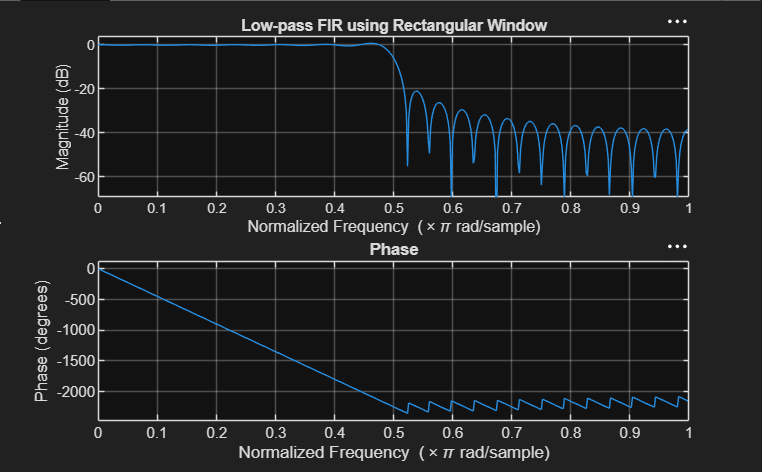 Low-pass FIR using Rectangular Window
0
-20
-40
-60
Magnitude (dB)
0 0.1 0.2 0.3 0.4 0.5 0.6 0.7 0.8 0.9 1
Normalized Frequency (× π rad/sample)
Phase
0
-500
-1000
-1500
-2000
Phase (degrees)
0 0.1 0.2 0.3 0.4 0.5 0.6 0.7 0.8 0.9 1
Normalized Frequency (× π rad/sample)